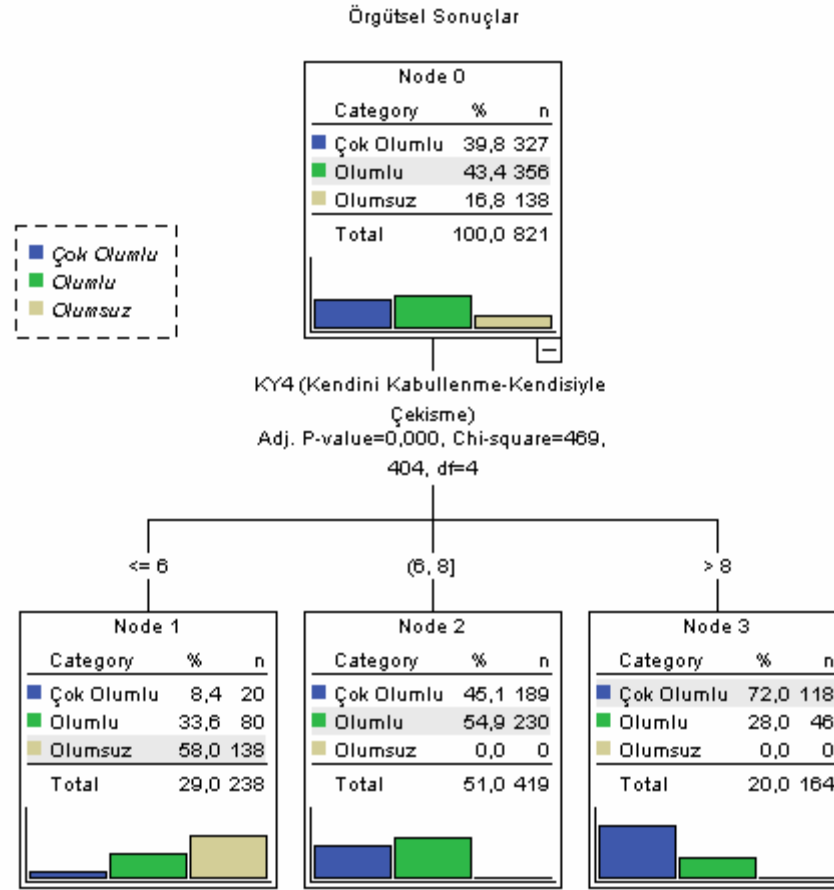 Örgütsel Sonuçlar
Node 0
Category % n
Çok Olumlu 39,8 327
Olumlu 43,4 356
Olumsuz 16,8 138
Total 100,0 821
Çok Olumlu
Olumlu
Olumsuz
KY4 (Kendini Kabullenme-Kendisiyle
Çekisme)
Adj. P-value=0,000, Chi-square=469,
404, df=4
<= 6
(6, 8]
> 8
Node 1
Category % n
Çok Olumlu 8,4 20
Olumlu 33,6 80
Olumsuz 58,0 138
Total 29,0 238
Node 2
Category % n
Çok Olumlu 45,1 189
Olumlu 54,9 230
Olumsuz 0,0 0
Total 51,0 419
Node 3
Category % n
Çok Olumlu 72,0 118
Olumlu 28,0 46
Olumsuz 0,0 0
Total 20,0 164